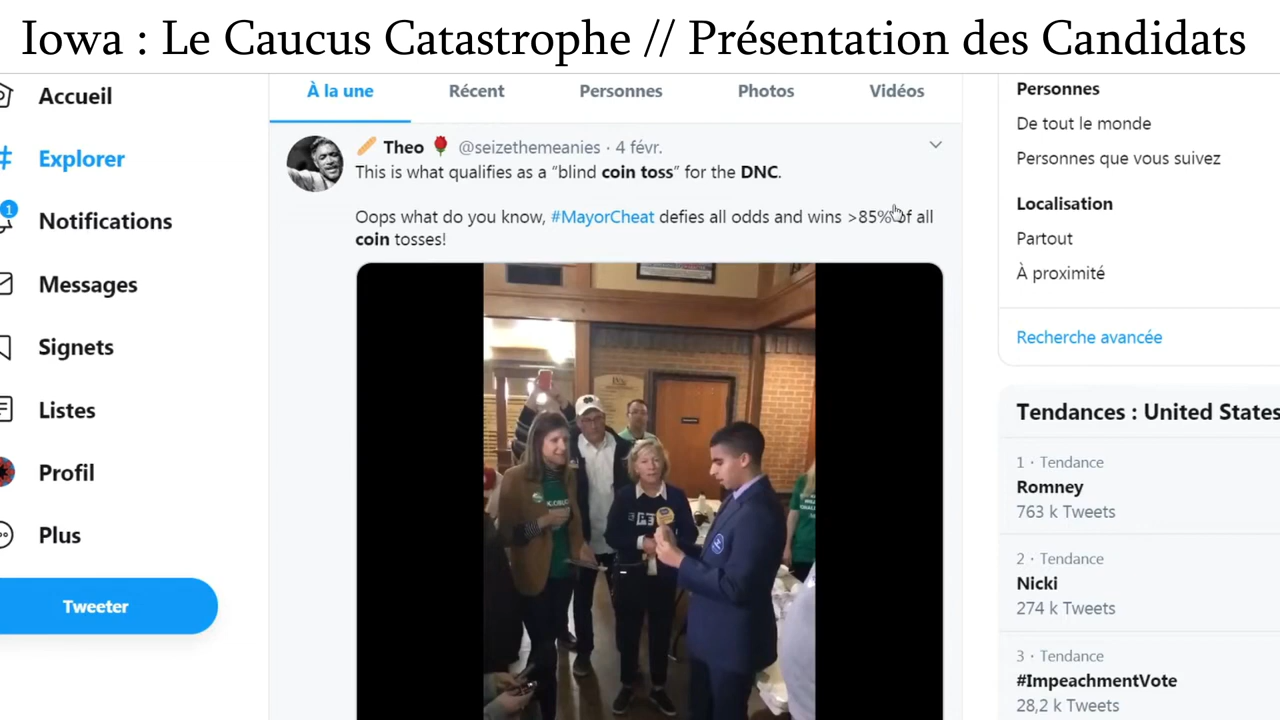 Iowa : Le Caucus Catastrophe // Présentation des Candidats
Accueil
Explorer
1
Notifications
Messages
Signets
Listes
Profil
Plus
Tweeter
À la une
Récent
Personnes
Photos
Vidéos
Theo @seizethemeanies · 4 févr.
This is what qualifies as a “blind coin toss” for the DNC.
Oops what do you know, #MayorCheat defies all odds and wins >85% of all
coin tosses!
Personnes
De tout le monde
Personnes que vous suivez
Localisation
Partout
À proximité
Recherche avancée
Tendances : United States
1 · Tendance
Romney
763 k Tweets
2 · Tendance
Nicki
274 k Tweets
3 · Tendance
#ImpeachmentVote
28,2 k Tweets